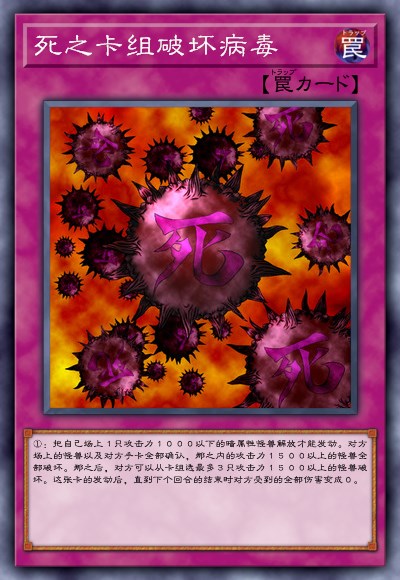 死之卡组破坏病毒
トラップ
罠
トラップ
【罠カード】
死
死
死
①：把自己场上1只攻击力1000以下的暗属性怪兽解放才能发动。对方
场上的怪兽以及对方手卡全部确认，那之内的攻击力1500以上的怪兽全
部破坏。那之后，对方可以从卡组选最多3只攻击力1500以上的怪兽破
坏。这张卡的发动后，直到下个回合的结束时对方受到的全部伤害变成0。